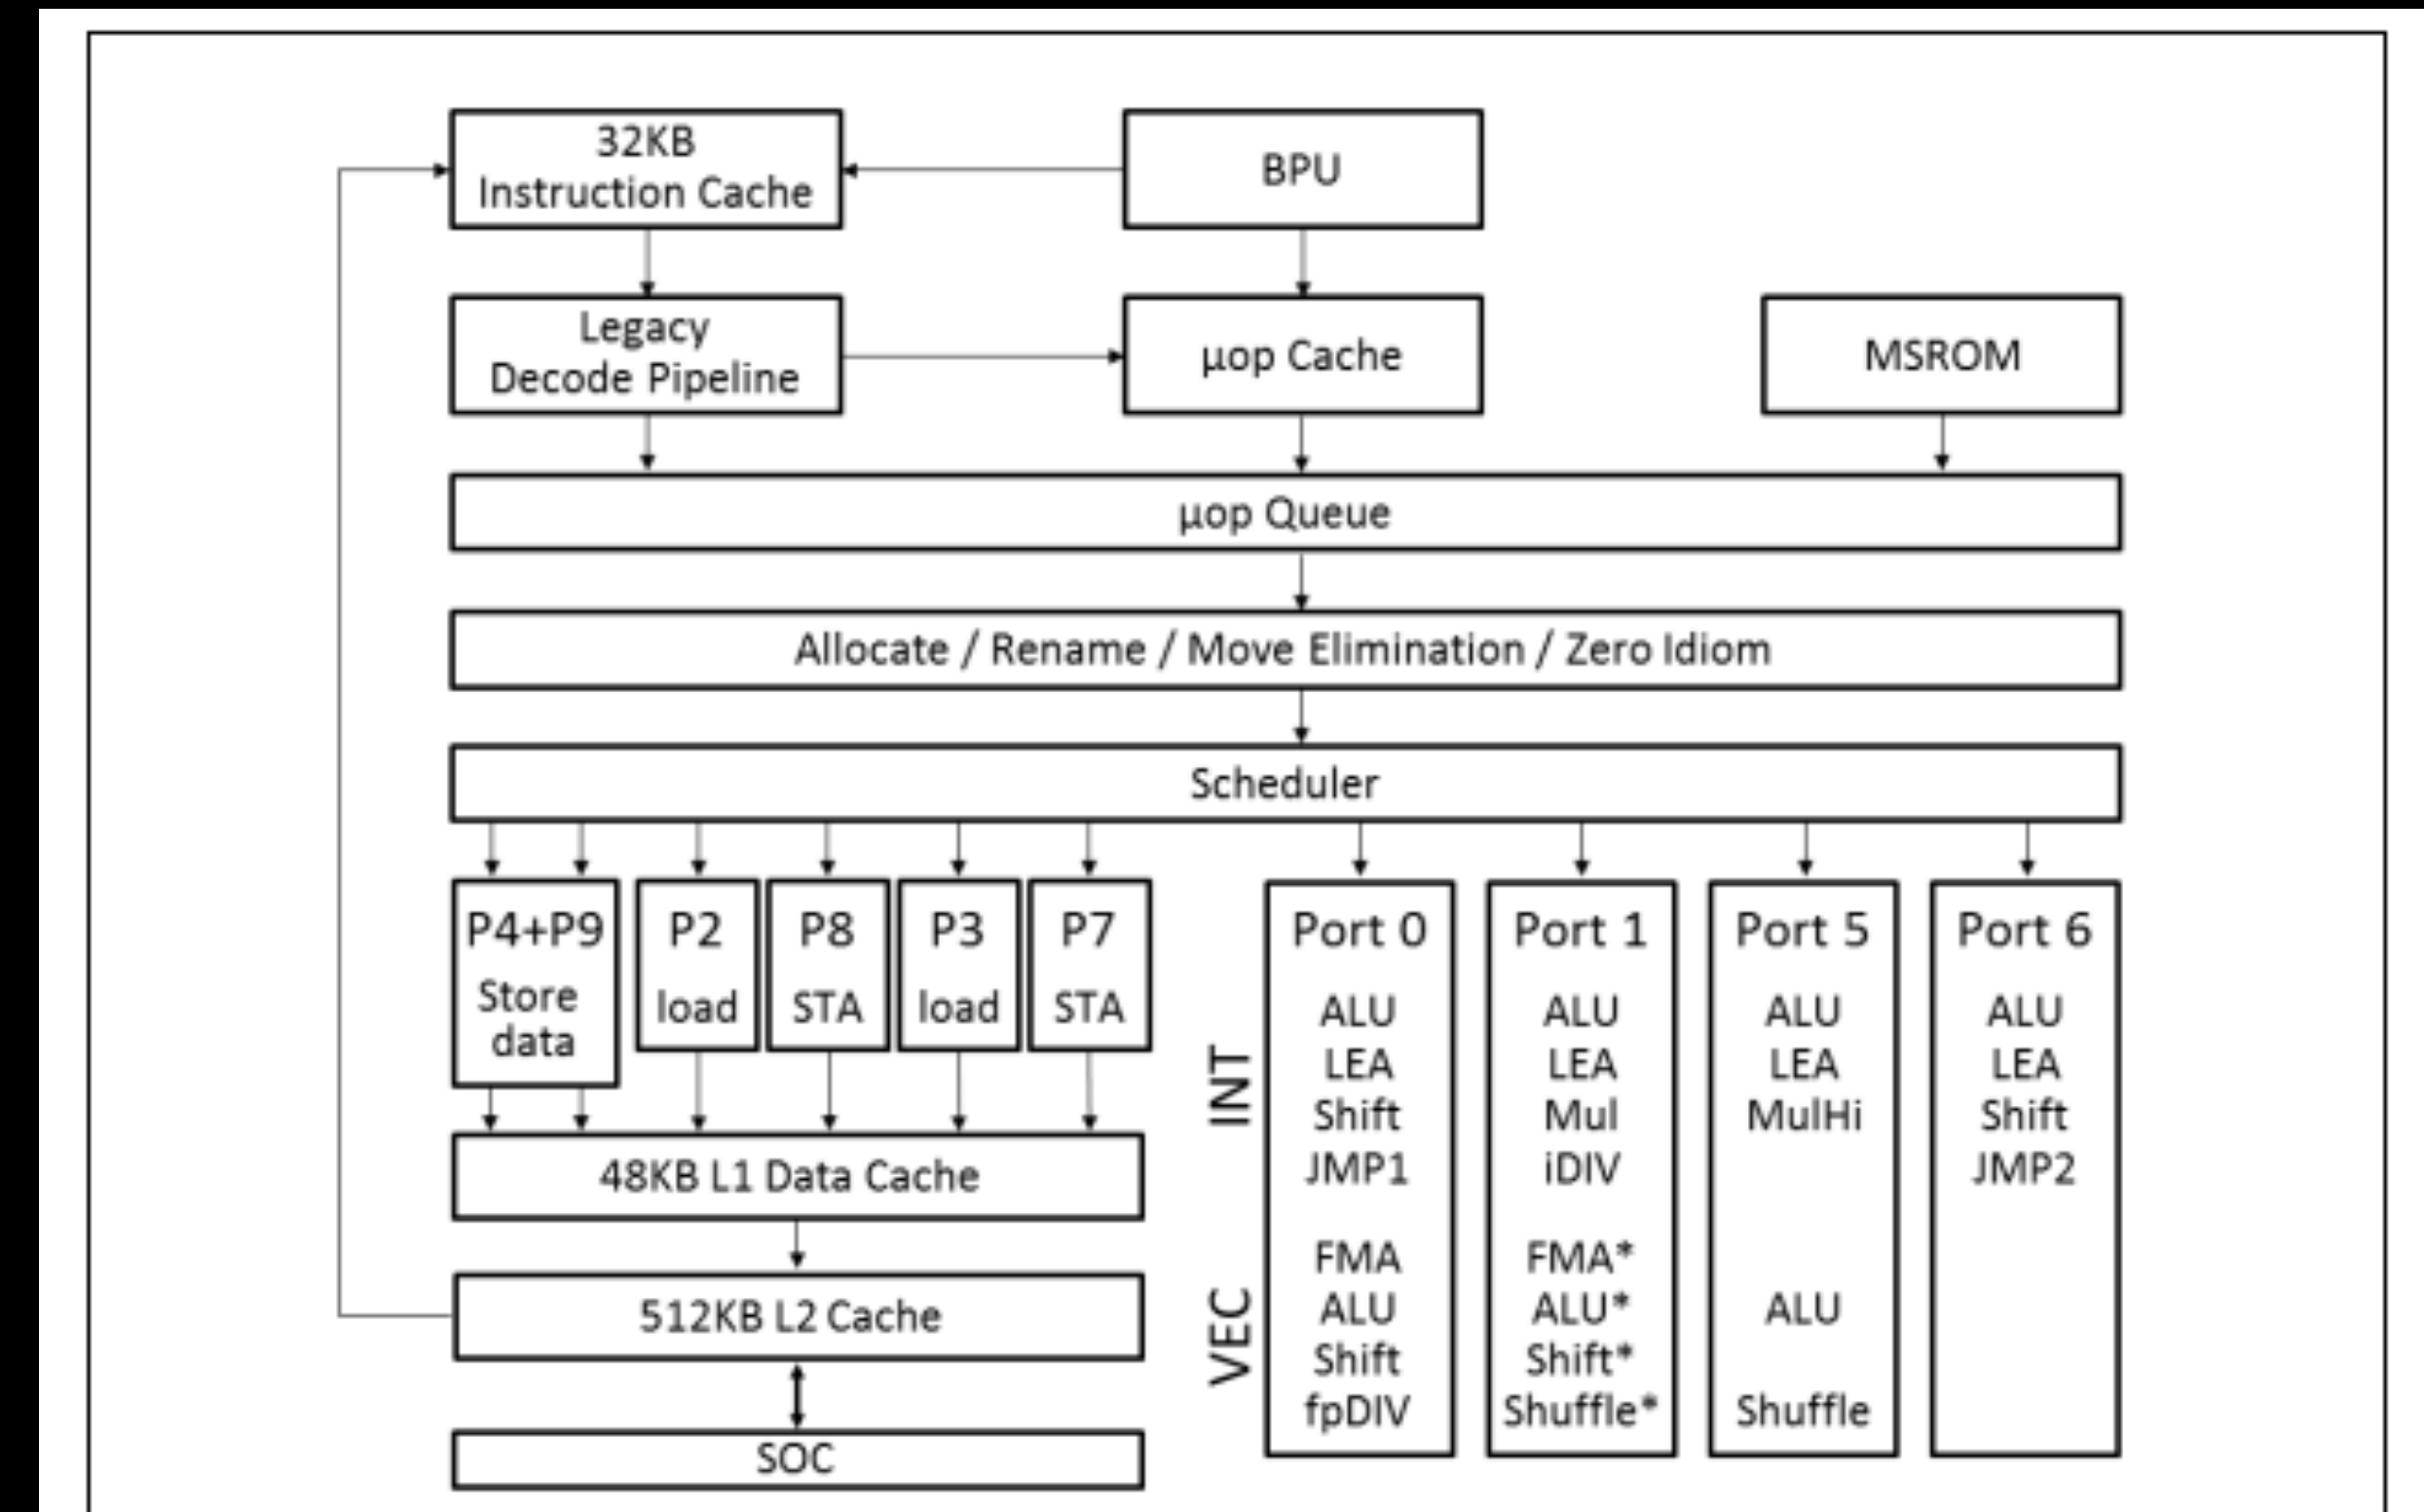 32KB
Instruction Cache
BPU
Legacy
Decode Pipeline
µop Cache
MSROM
µop Queue
Allocate / Rename / Move Elimination / Zero Idiom
Scheduler
P4+P9
Store
data
P2
load
P8
STA
P3
load
P7
STA
48KB L1 Data Cache
512KB L2 Cache
SOC
INT
VEC
Port 0
ALU
LEA
Shift
JMP1
FMA
ALU
Shift
fpDIV
Port 1
ALU
LEA
Mul
iDIV
FMA*
ALU*
Shift*
Shuffle*
Port 5
ALU
LEA
MulHi
ALU
Shuffle
Port 6
ALU
LEA
Shift
JMP2